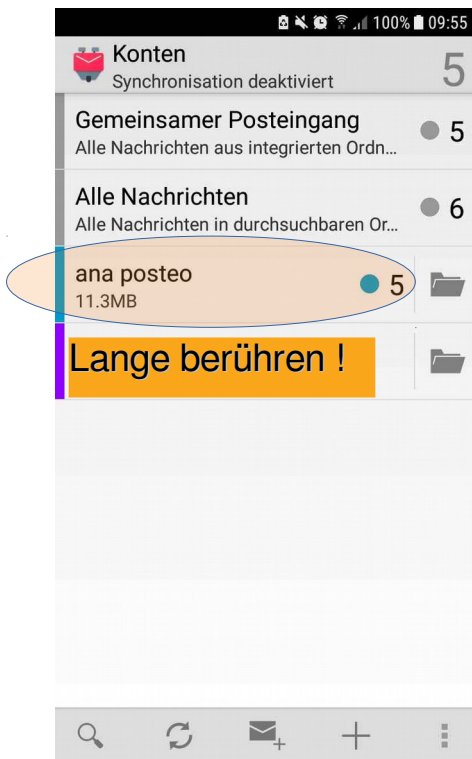 100% 09:55
Konten
Synchronisation deaktiviert
5
Gemeinsamer Posteingang
Alle Nachrichten aus integrierten Ordn...
5
Alle Nachrichten
Alle Nachrichten in durchsuchbaren Or...
6
ana posteo
11.3MB
5
Lange berühren !